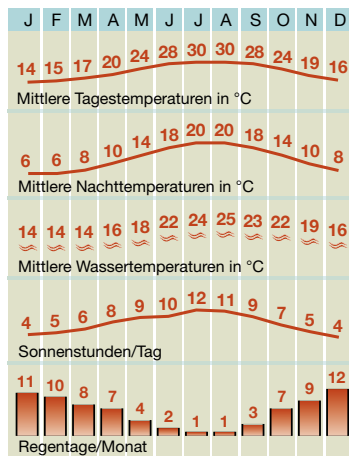 J F M A M J J A S O N D
14 15 17 20 24 28 30 30 28 24 19 16
Mittlere Tagestemperaturen in °C
6 6 8 10 14 18 20 20 18 14 10 8
Mittlere Nachttemperaturen in °C
14 14 14 16 18 22 24 25 23 22 19 16
Mittlere Wassertemperaturen in °C
4 5 6 8 9 10 12 11 9 7 5 4
Sonnenstunden/Tag
11 10 8 7 4 2 1 1 3 7 9 12
Regentage/Monat